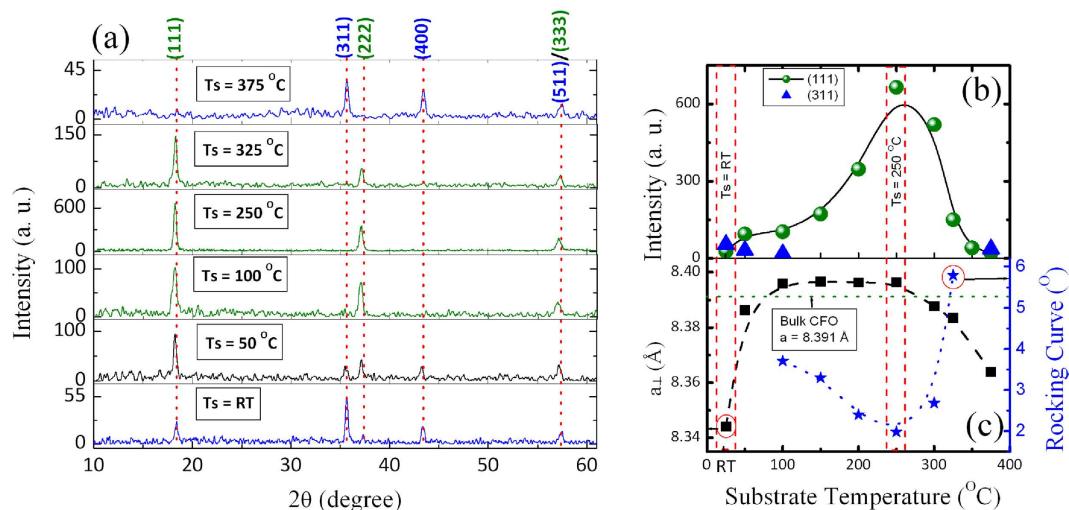 (a)
(111)
(311)
(222)
(400)
(511)/(333)
45
Ts = 375 °C
0
150
Ts = 325 °C
0
600
Ts = 250 °C
0
100
Ts = 100 °C
0
100
Ts = 50 °C
0
55
Ts = RT
0
10 20 30 40 50 60
2θ (degree)
Intensity (a. u.)
(b)
(111)
(311)
600
300
0
Intensity (a. u.)
Ts = RT
Ts = 250 °C
8.40
8.38
8.36
8.34
a⊥ (Å)
Bulk CFO
a = 8.391 Å
(c)
6
5
4
3
2
Rocking Curve (°)
0 RT 100 200 300 400
Substrate Temperature (°C)